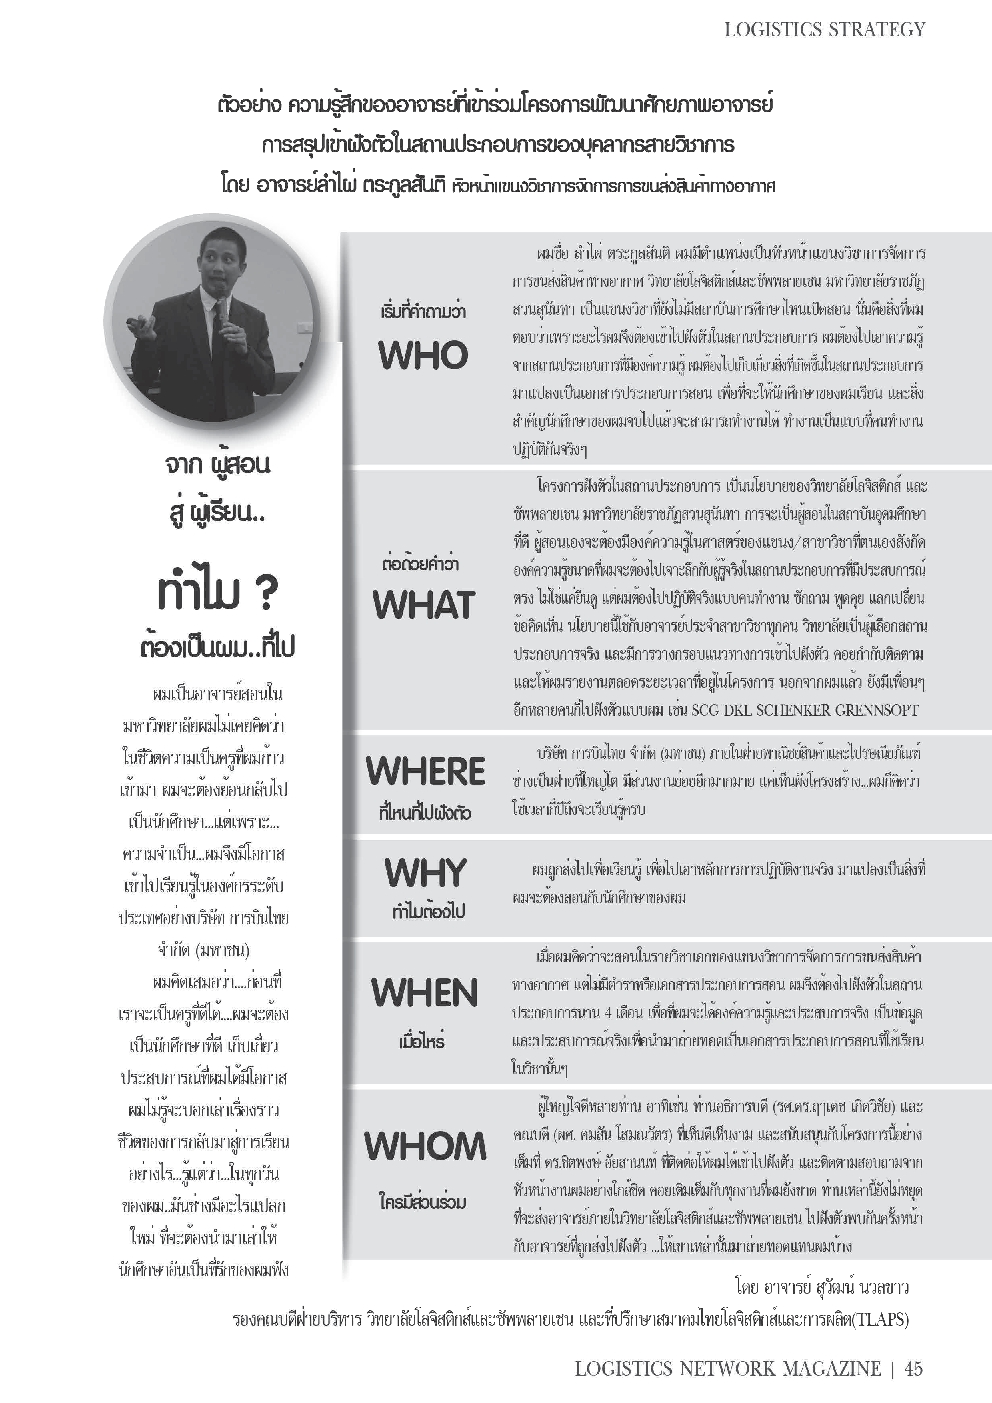 LOGISTICS STRATEGY
ตัวอย่าง ความรู้สึกของอาจารย์ที่เข้าร่วมโครงการพัฒนาศักยภาพอาจารย์
การสรุปเข้าฝังตัวในสถานประกอบการของบุคลากรสายวิชาการ
โดย อาจารย์ลำไผ่ ตระกูลสันติ หัวหน้าแขนงวิชาการจัดการการขนส่งสินค้าทางอากาศ
จาก ผู้สอน
สู่ ผู้เรียน..
ทำไม ?
ต้องเป็นผม..ที่ไป
ผมเป็นอาจารย์สอนใน
มหาวิทยาลัยผมไม่เคยคิดว่า
ในชีวิตความเป็นครูที่ผมก้าว
เข้ามา ผมจะต้องย้อนกลับไป
เป็นนักศึกษา...แต่เพราะ...
ความจำเป็น...ผมจึงมีโอกาส
เข้าไปเรียนรู้ในองค์กรระดับ
ประเทศอย่างบริษัท การบินไทย
จำกัด (มหาชน)
ผมคิดเสมอว่า....ก่อนที่
เราจะเป็นครูที่ดีได้....ผมจะต้อง
เป็นนักศึกษาที่ดี เก็บเกี่ยว
ประสบการณ์ที่ผมได้มีโอกาส
ผมไม่รู้จะบอกเล่าเรื่องราว
ชีวิตของการกลับมาสู่การเรียน
อย่างไร...รู้แต่ว่า...ในทุกวัน
ของผม..มันช่างมีอะไรแปลก
ใหม่ ที่จะต้องนำมาเล่าให้
นักศึกษาอันเป็นที่รักของผมฟัง
เริ่มที่คำถามว่า
WHO
ผมชื่อ ลำไผ่ ตระกูลสันติ ผมมีตำแหน่งเป็นหัวหน้าแขนงวิชาการจัดการ
การขนส่งสินค้าทางอากาศ วิทยาลัยโลจิสติกส์และซัพพลายเชน มหาวิทยาลัยราชภัฏ
สวนสุนันทา เป็นแขนงวิชาที่ยังไม่มีสถาบันการศึกษาไหนเปิดสอน นั่นคือสิ่งที่ผม
ตอบว่าเพราะอะไรผมจึงต้องเข้าไปฝังตัวในสถานประกอบการ ผมต้องไปเอาความรู้
จากสถานประกอบการที่มีองค์ความรู้ ผมต้องไปเก็บเกี่ยวสิ่งที่เกิดขึ้นในสถานประกอบการ
มาแปลงเป็นเอกสารประกอบการสอน เพื่อที่จะให้นักศึกษาของผมเรียน และสิ่ง
สำคัญนักศึกษาของผมจบไปแล้วจะสามารถทำงานได้ ทำงานเป็นแบบที่คนทำงาน
ปฏิบัติกันจริงๆ
ต่อด้วยคำว่า
WHAT
โครงการฝังตัวในสถานประกอบการ เป็นนโยบายของวิทยาลัยโลจิสติกส์ และ
ซัพพลายเชน มหาวิทยาลัยราชภัฏสวนสุนันทา การจะเป็นผู้สอนในสถาบันอุดมศึกษา
ที่ดี ผู้สอนเองจะต้องมีองค์ความรู้ในศาสตร์ของแขนง/สาขาวิชาที่ตนเองสังกัด
องค์ความรู้ขนาดที่ผมจะต้องไปเจาะลึกกับผู้รู้จริงในสถานประกอบการที่มีประสบการณ์
ตรง ไม่ใช่แค่ยืนดู แต่ผมต้องไปปฏิบัติจริงแบบคนทำงาน ซักถาม พูดคุย แลกเปลี่ยน
ข้อคิดเห็น นโยบายนี้ใช้กับอาจารย์ประจำสาขาวิชาทุกคน วิทยาลัยเป็นผู้เลือกสถาน
ประกอบการจริง และมีการวางกรอบแนวทางการเข้าไปฝังตัว คอยกำกับติดตาม
และให้ผมรายงานตลอดระยะเวลาที่อยู่ในโครงการ นอกจากผมแล้ว ยังมีเพื่อนๆ
อีกหลายคนที่ไปฝังตัวแบบผม เช่น SCG DKL SCHENKER GRENNSOPT
WHERE
ที่ไหนที่ไปฝังตัว
บริษัท การบินไทย จำกัด (มหาชน) ภายในฝ่ายพาณิชย์สินค้าและไปรษณียภัณฑ์
ช่างเป็นฝ่ายที่ใหญ่โต มีส่วนงานย่อยอีกมากมาย แค่เห็นผังโครงสร้าง...ผมก็คิดว่า
ใช้เวลากี่ปีถึงจะเรียนรู้ครบ
WHY
ทำไมต้องไป
ผมถูกส่งไปเพื่อเรียนรู้ เพื่อไปเอาหลักการการปฏิบัติงานจริง มาแปลงเป็นสิ่งที่
ผมจะต้องสอนกับนักศึกษาของผม
WHEN
เมื่อไหร่
เมื่อผมคิดว่าจะสอนในรายวิชาเอกของแขนงวิชาการจัดการการขนส่งสินค้า
ทางอากาศ แต่ไม่มีตำราหรือเอกสารประกอบการสอน ผมจึงต้องไปฝังตัวในสถาน
ประกอบการนาน 4 เดือน เพื่อที่ผมจะได้องค์ความรู้และประสบการจริง เป็นข้อมูล
และประสบการณ์จริงเพื่อนำมาถ่ายทอดเป็นเอกสารประกอบการสอนที่ใช้เรียน
ในวิชานั้นๆ
WHOM
ใครมีส่วนร่วม
ผู้ใหญ่ใจดีหลายท่าน อาทิเช่น ท่านอธิการบดี (รศ.ดร.ฤๅเดช เกิดวิชัย) และ
คณบดี (ผศ. คมสัน โสมณวัตร) ที่เห็นดีเห็นงาม และสนับสนุนกับโครงการนี้อย่าง
เต็มที่ ดร.ชิตพงษ์ อัยสานนท์ ที่ติดต่อให้ผมได้เข้าไปฝังตัว และติดตามสอบถามจาก
หัวหน้างานผมอย่างใกล้ชิด คอยเติมเต็มกับทุกงานที่ผมยังขาด ท่านเหล่านี้ยังไม่หยุด
ที่จะส่งอาจารย์ภายในวิทยาลัยโลจิสติกส์และซัพพลายเชน ไปฝังตัวพบกันครั้งหน้า
กับอาจารย์ที่ถูกส่งไปฝังตัว ...ให้เขาเหล่านั้นมาถ่ายทอดแทนผมบ้าง
โดย อาจารย์ สุวัฒน์ นวลขาว
รองคณบดีฝ่ายบริหาร วิทยาลัยโลจิสติกส์และซัพพลายเชน และที่ปรึกษาสมาคมไทยโลจิสติกส์และการผลิต(TLAPS)
LOGISTICS NETWORK MAGAZINE | 45